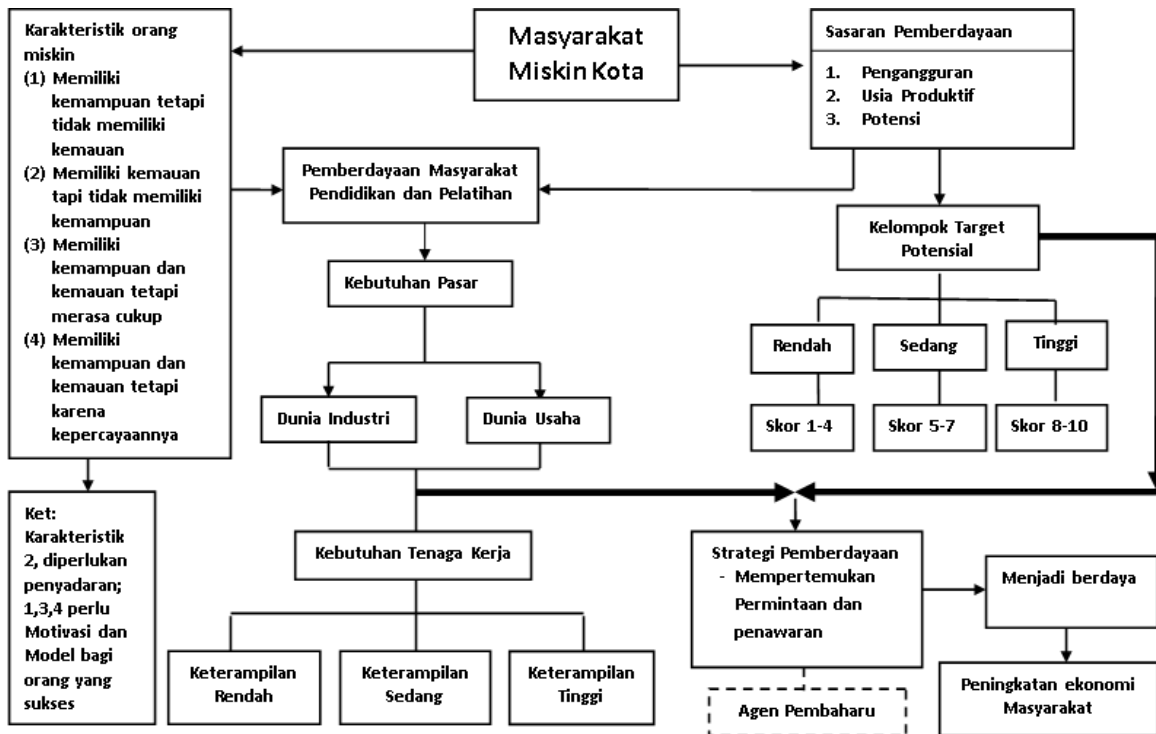 Karakteristik orang
miskin
(1) Memiliki
kemampuan tetapi
tidak memiliki
kemauan
(2) Memiliki kemauan
tapi tidak memiliki
kemampuan
(3) Memiliki
kemampuan dan
kemauan tetapi
merasa cukup
(4) Memiliki
kemampuan dan
kemauan tetapi
karena
kepercayaannya
Masyarakat
Miskin Kota
Sasaran Pemberdayaan
1. Pengangguran
2. Usia Produktif
3. Potensi
Pemberdayaan Masyarakat
Pendidikan dan Pelatihan
Kelompok Target
Potensial
Kebutuhan Pasar
Rendah
Sedang
Tinggi
Dunia Industri
Dunia Usaha
Skor 1-4
Skor 5-7
Skor 8-10
Ket:
Karakteristik
2, diperlukan
penyadaran;
1,3,4 perlu
Motivasi dan
Model bagi
orang yang
sukses
Kebutuhan Tenaga Kerja
Strategi Pemberdayaan
- Mempertemukan
Permintaan dan
penawaran
Menjadi berdaya
Keterampilan
Rendah
Keterampilan
Sedang
Keterampilan
Tinggi
Agen Pembaharu
Peningkatan ekonomi
Masyarakat